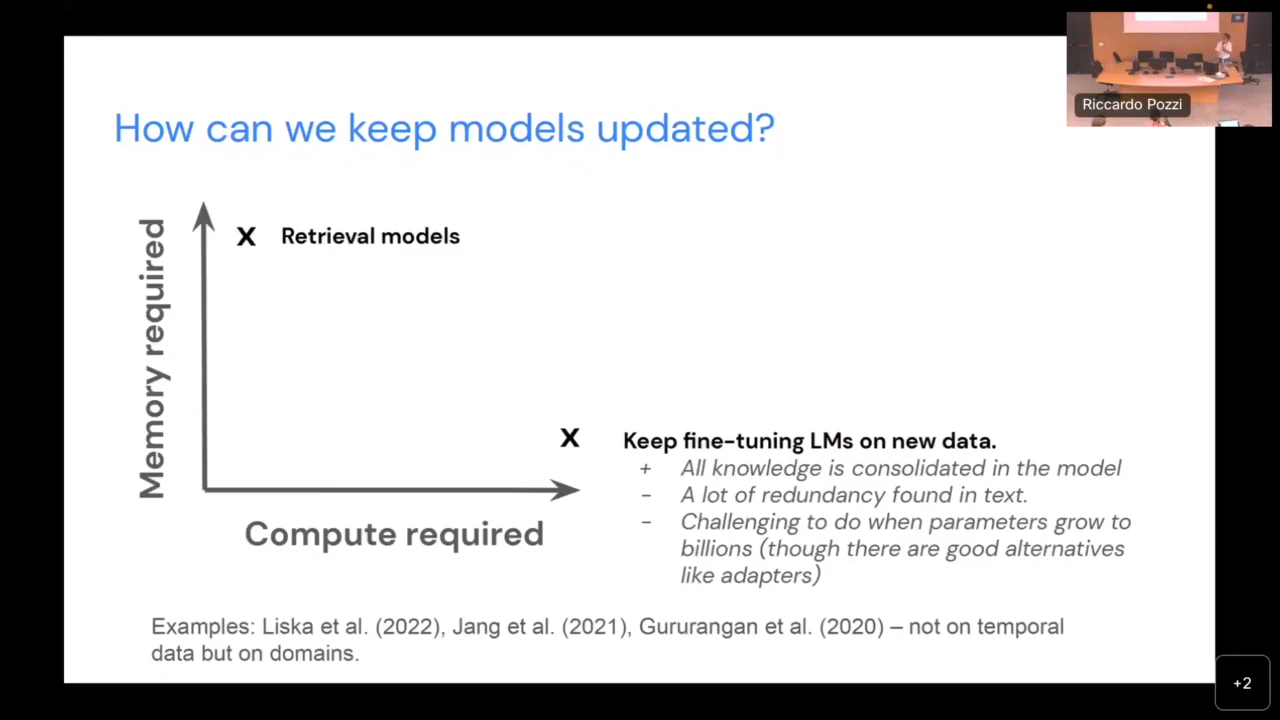 Riccardo Pozzi
How can we keep models updated?
Memory required
X Retrieval models
X Keep fine-tuning LMs on new data.
+ All knowledge is consolidated in the model
- A lot of redundancy found in text.
- Challenging to do when parameters grow to
billions (though there are good alternatives
like adapters)
Compute required
Examples: Liska et al. (2022), Jang et al. (2021), Gururangan et al. (2020) – not on temporal
data but on domains.
+2